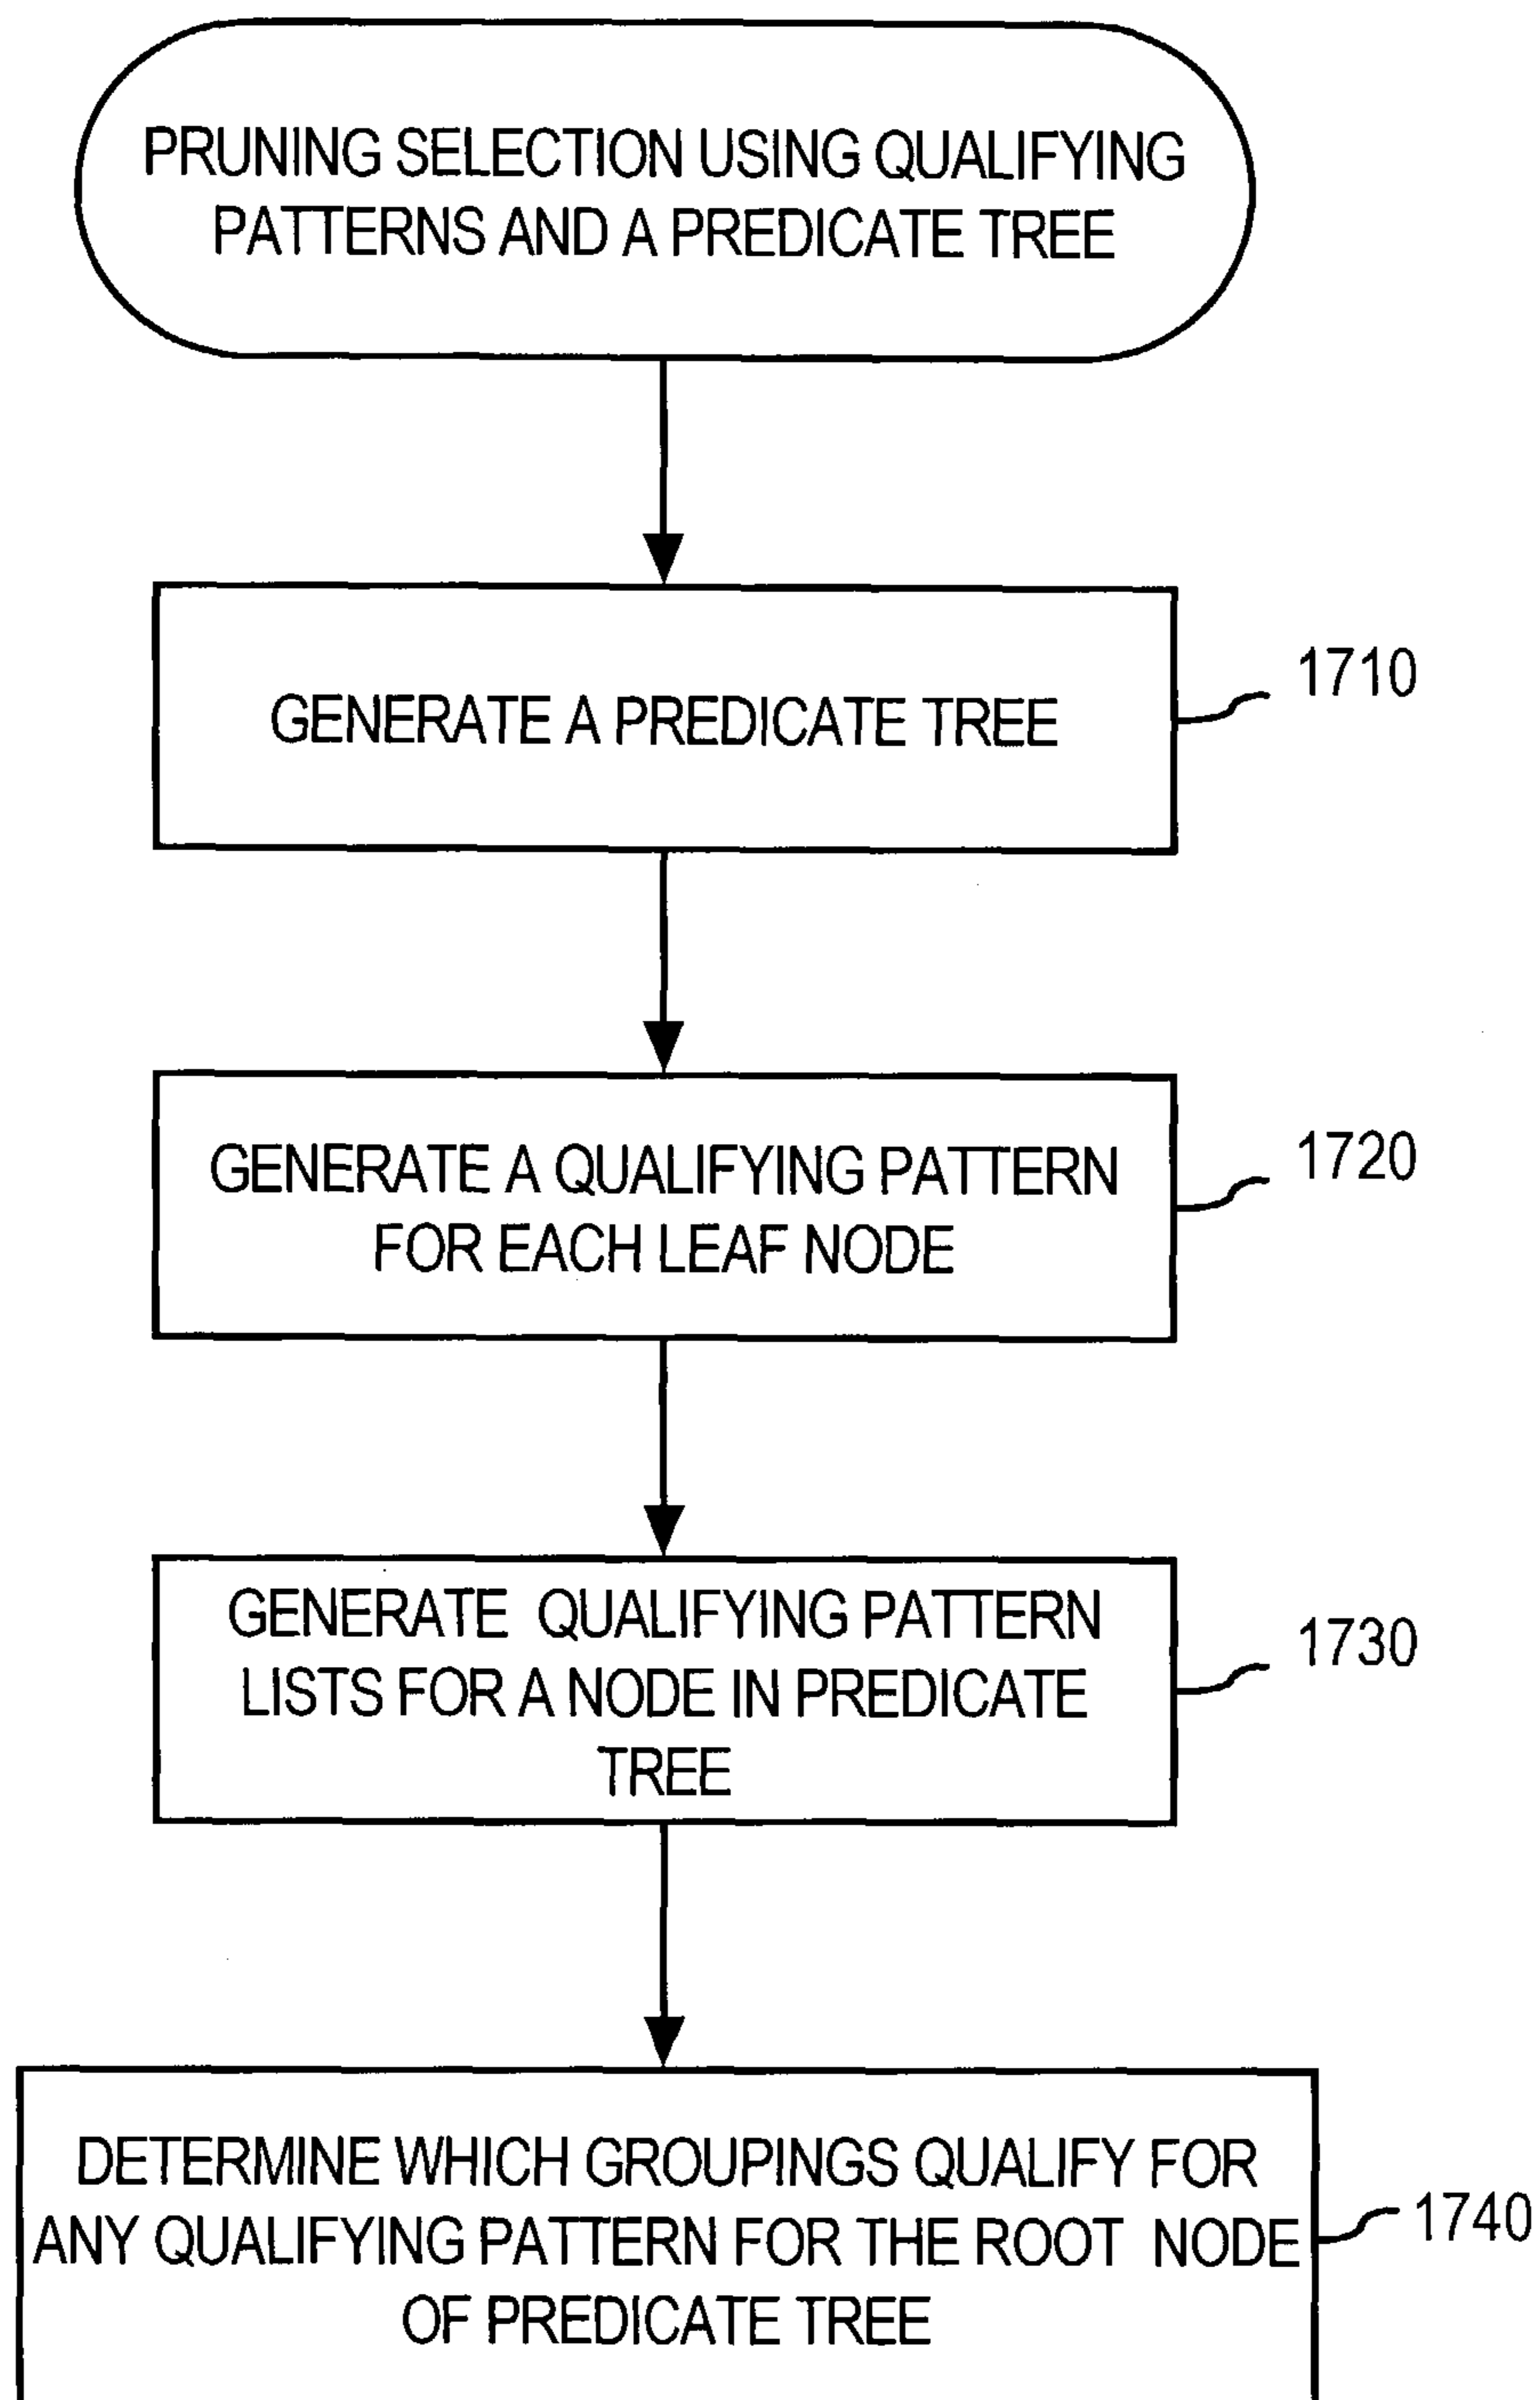 PRUNING SELECTION USING QUALIFYING
PATTERNS AND A PREDICATE TREE
GENERATE A PREDICATE TREE
1710
GENERATE A QUALIFYING PATTERN
FOR EACH LEAF NODE
1720
GENERATE QUALIFYING PATTERN
LISTS FOR A NODE IN PREDICATE
TREE
1730
DETERMINE WHICH GROUPINGS QUALIFY FOR
ANY QUALIFYING PATTERN FOR THE ROOT NODE
OF PREDICATE TREE
1740